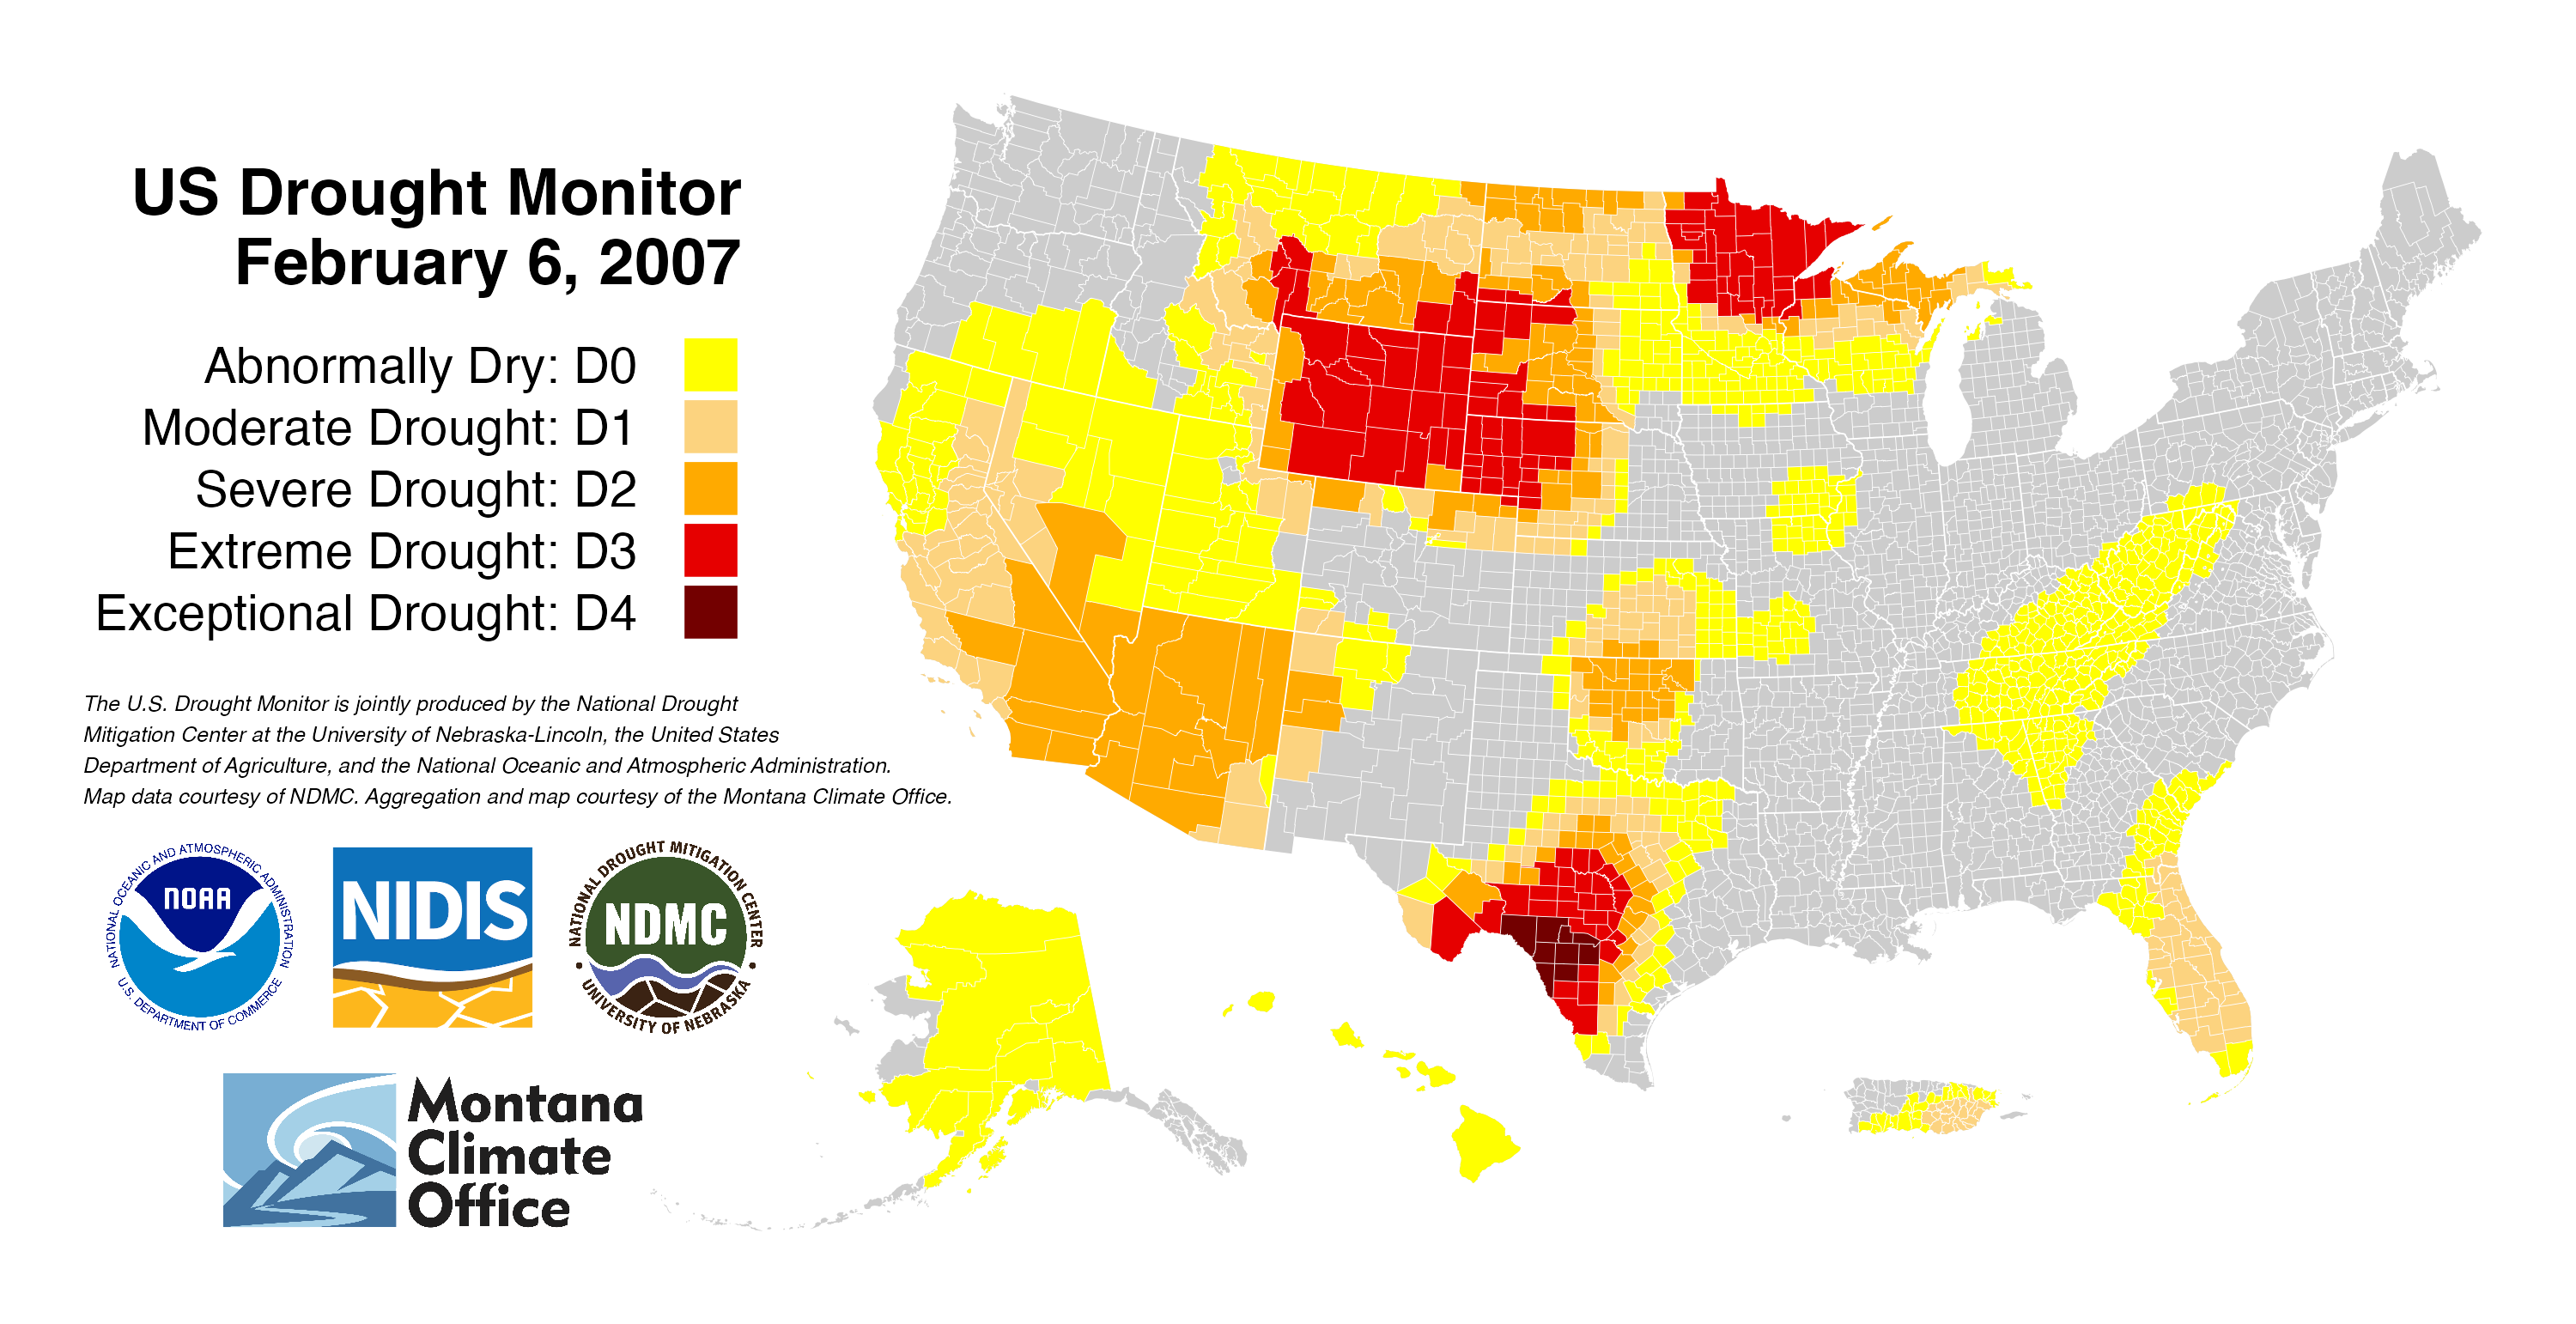 US Drought Monitor
February 6, 2007
Abnormally Dry: D0
Moderate Drought: D1
Severe Drought: D2
Extreme Drought: D3
Exceptional Drought: D4
The U.S. Drought Monitor is jointly produced by the National Drought
Mitigation Center at the University of Nebraska-Lincoln, the United States
Department of Agriculture, and the National Oceanic and Atmospheric Administration.
Map data courtesy of NDMC. Aggregation and map courtesy of the Montana Climate Office.
NATIONAL OCEANIC AND ATMOSPHERIC ADMINISTRATION
NOAA
U.S. DEPARTMENT OF COMMERCE
NIDIS
NATIONAL DROUGHT MITIGATION CENTER
NDMC
UNIVERSITY OF NEBRASKA
Montana
Climate
Office